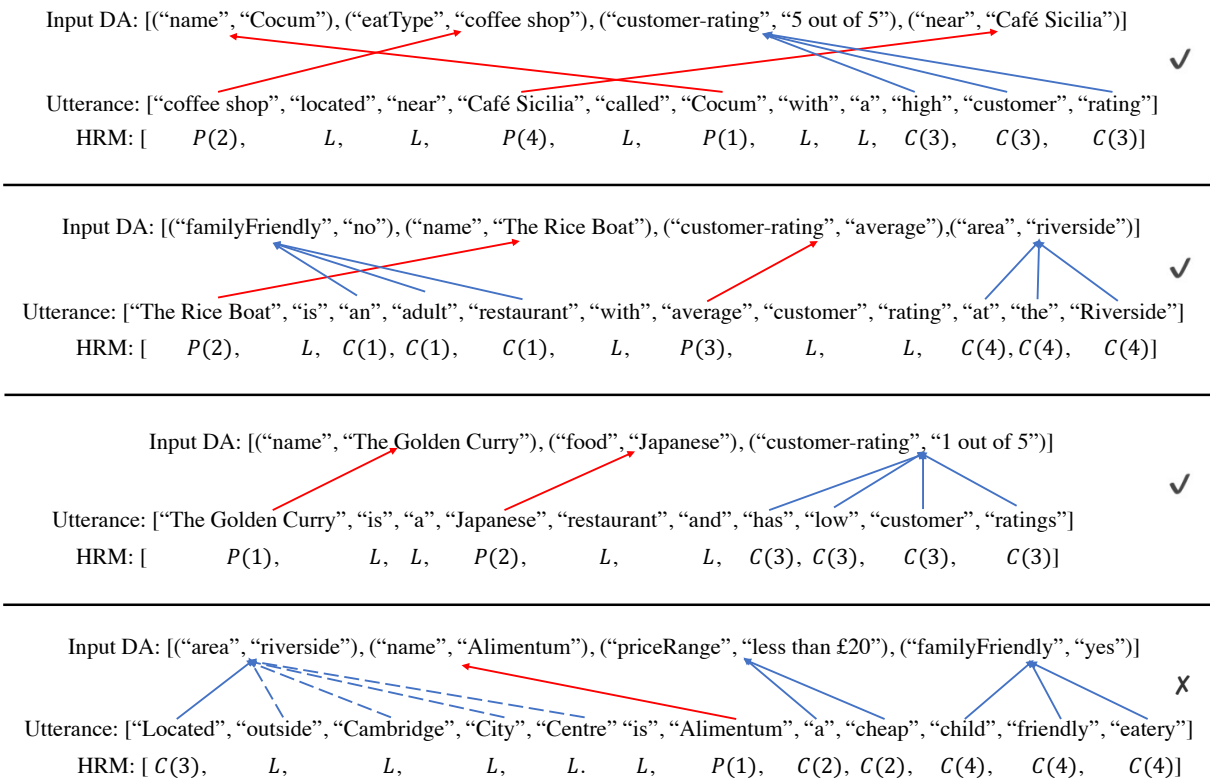 Input DA: [(“name”, “Cocum”), (“eatType”, “coffee shop”), (“customer-rating”, “5 out of 5”), (“near”, “Café Sicilia”)]
✓
Utterance: [“coffee shop”, “located”, “near”, “Café Sicilia”, “called”, “Cocum”, “with”, “a”, “high”, “customer”, “rating”]
HRM: [ P(2), L, L, P(4), L, P(1), L, L, C(3), C(3), C(3)]
Input DA: [(“familyFriendly”, “no”), (“name”, “The Rice Boat”), (“customer-rating”, “average”),(“area”, “riverside”)]
✓
Utterance: [“The Rice Boat”, “is”, “an”, “adult”, “restaurant”, “with”, “average”, “customer”, “rating”, “at”, “the”, “Riverside”]
HRM: [ P(2), L, C(1), C(1), C(1), L, P(3), L, L, C(4), C(4), C(4)]
Input DA: [(“name”, “The Golden Curry”), (“food”, “Japanese”), (“customer-rating”, “1 out of 5”)]
✓
Utterance: [“The Golden Curry”, “is”, “a”, “Japanese”, “restaurant”, “and”, “has”, “low”, “customer”, “ratings”]
HRM: [ P(1), L, L, P(2), L, L, C(3), C(3), C(3), C(3)]
Input DA: [(“area”, “riverside”), (“name”, “Alimentum”), (“priceRange”, “less than £20”), (“familyFriendly”, “yes”)]
✗
Utterance: [“Located”, “outside”, “Cambridge”, “City”, “Centre” “is”, “Alimentum”, “a”, “cheap”, “child”, “friendly”, “eatery”]
HRM: [ C(3), L, L, L, L. L, P(1), C(2), C(2), C(4), C(4), C(4)]